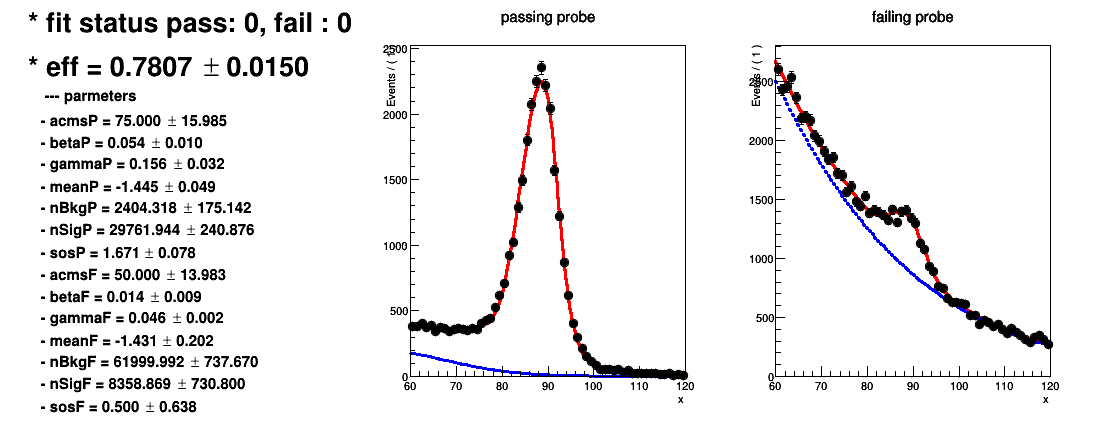 * fit status pass: 0, fail : 0
* eff = 0.7807 ± 0.0150
--- parmeters
- acmsP = 75.000 ± 15.985
- betaP = 0.054 ± 0.010
- gammaP = 0.156 ± 0.032
- meanP = -1.445 ± 0.049
- nBkgP = 2404.318 ± 175.142
- nSigP = 29761.944 ± 240.876
- sosP = 1.671 ± 0.078
- acmsF = 50.000 ± 13.983
- betaF = 0.014 ± 0.009
- gammaF = 0.046 ± 0.002
- meanF = -1.431 ± 0.202
- nBkgF = 61999.992 ± 737.670
- nSigF = 8358.869 ± 730.800
- sosF = 0.500 ± 0.638
passing probe
Events / ( 1 )
2500
2000
1500
1000
500
0
60 70 80 90 100 110 120
x
failing probe
Events / ( 1 )
2500
2000
1500
1000
500
0
60 70 80 90 100 110 120
x